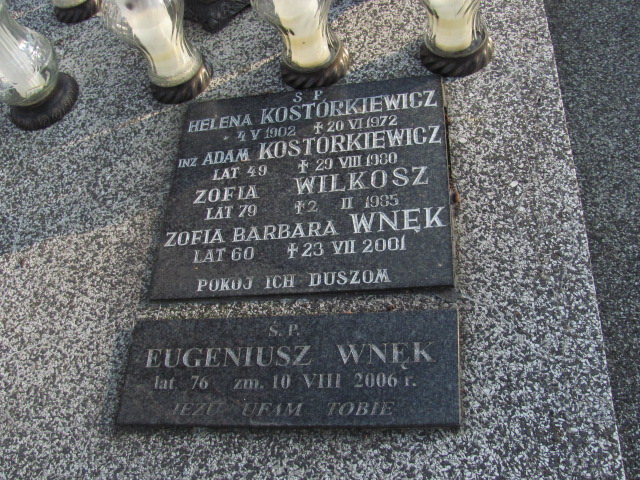 Ś. P.
HELENA KOSTÓRKIEWICZ
* 4 V 1902 ✝ 20 VI 1972
INŻ ADAM KOSTÓRKIEWICZ
LAT 49 ✝ 29 VIII 1980
ZOFIA WILKOSZ
LAT 79 ✝ 2 II 1985
ZOFIA BARBARA WNĘK
LAT 60 ✝ 23 VII 2001
POKÓJ ICH DUSZOM
Ś. P.
EUGENIUSZ WNĘK
lat 76 zm. 10 VIII 2006 r.
JEZU UFAM TOBIE